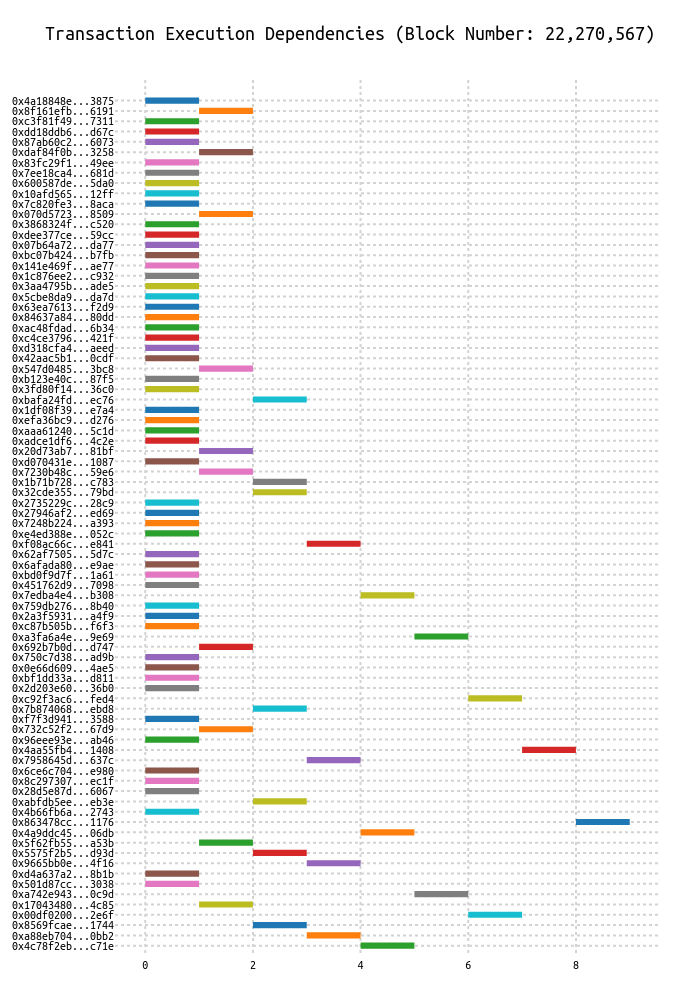 Transaction Execution Dependencies (Block Number: 22,270,567)
0x4a18848e...3875
0x8f161efb...6191
0xc3f81f49...7311
0xdd18ddb6...d67c
0x87ab60c2...6073
0xdaf84f0b...3258
0x83fc29f1...49ee
0x7ee18ca4...681d
0x600587de...5da0
0x10afd565...12ff
0x7c820fe3...8aca
0x070d5723...8509
0x3868324f...c520
0xdee377ce...59cc
0x07b64a72...da77
0xbc07b424...b7fb
0x141e469f...ae77
0x1c876ee2...c932
0x3aa4795b...ade5
0x5cbe8da9...da7d
0x63ea7613...f2d9
0x84637a84...80dd
0xac48fdad...6b34
0xc4ce3796...421f
0xd318cfa4...aeed
0x42aac5b1...0cdf
0x547d0485...3bc8
0xb123e40c...87f5
0x3fd80f14...36c0
0xbafa24fd...ec76
0x1df08f39...e7a4
0xefa36bc9...d276
0xaaa61240...5c1d
0xadce1df6...4c2e
0x20d73ab7...81bf
0xd070431e...1087
0x7230b48c...59e6
0x1b71b728...c783
0x32cde355...79bd
0x2735229c...28c9
0x27946af2...ed69
0x7248b224...a393
0xe4ed388e...052c
0xf08ac66c...e841
0x62af7505...5d7c
0x6afada80...e9ae
0xbd0f9d7f...1a61
0x451762d9...7098
0x7edba4e4...b308
0x759db276...8b40
0x2a3f5931...a4f9
0xc87b505b...f6f3
0xa3fa6a4e...9e69
0x692b7b0d...d747
0x750c7d38...ad9b
0x0e66d609...4ae5
0xbf1dd33a...d811
0x2d203e60...36b0
0xc92f3ac6...fed4
0x7b874068...ebd8
0xf7f3d941...3588
0x732c52f2...67d9
0x96eee93e...ab46
0x4aa55fb4...1408
0x7958645d...637c
0x6ce6c704...e980
0x8c297307...ec1f
0x28d5e87d...6067
0xabfdb5ee...eb3e
0x4b66fb6a...2743
0x863478cc...1176
0x4a9ddc45...06db
0x5f62fb55...a53b
0x5575f2b5...d93d
0x9665bb0e...4f16
0xd4a637a2...8b1b
0x501d87cc...3038
0xa742e943...0c9d
0x17043480...4c85
0x00df0200...2e6f
0x8569fcae...1744
0xa88eb704...0bb2
0x4c78f2eb...c71e
0 2 4 6 8